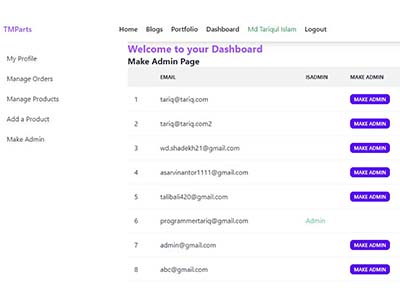 TMParts Home Blogs Portfolio Dashboard Md Tariqul Islam Logout
My Profile
Manage Orders
Manage Products
Add a Product
Make Admin
Welcome to your Dashboard
Make Admin Page
EMAIL ISADMIN MAKE ADMIN
1 tariq@tariq.com MAKE ADMIN
2 tariq@tariq.com2 MAKE ADMIN
3 wd.shadekh21@gmail.com MAKE ADMIN
4 asarvinantor1111@gmail.com MAKE ADMIN
5 talibali420@gmail.com MAKE ADMIN
6 programmertariq@gmail.com Admin
7 admin@gmail.com MAKE ADMIN
8 abc@gmail.com MAKE ADMIN